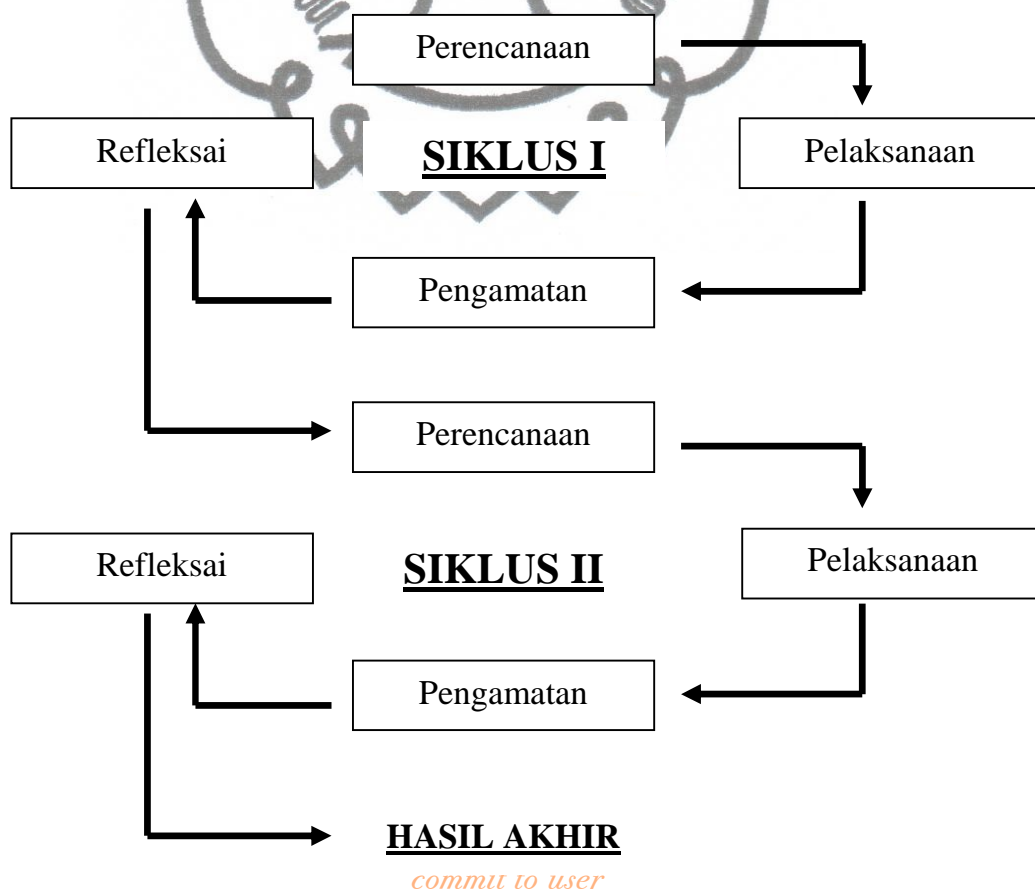 Perencanaan
Refleksai
SIKLUS I
Pelaksanaan
Pengamatan
Perencanaan
Refleksai
SIKLUS II
Pelaksanaan
Pengamatan
HASIL AKHIR
commit to user